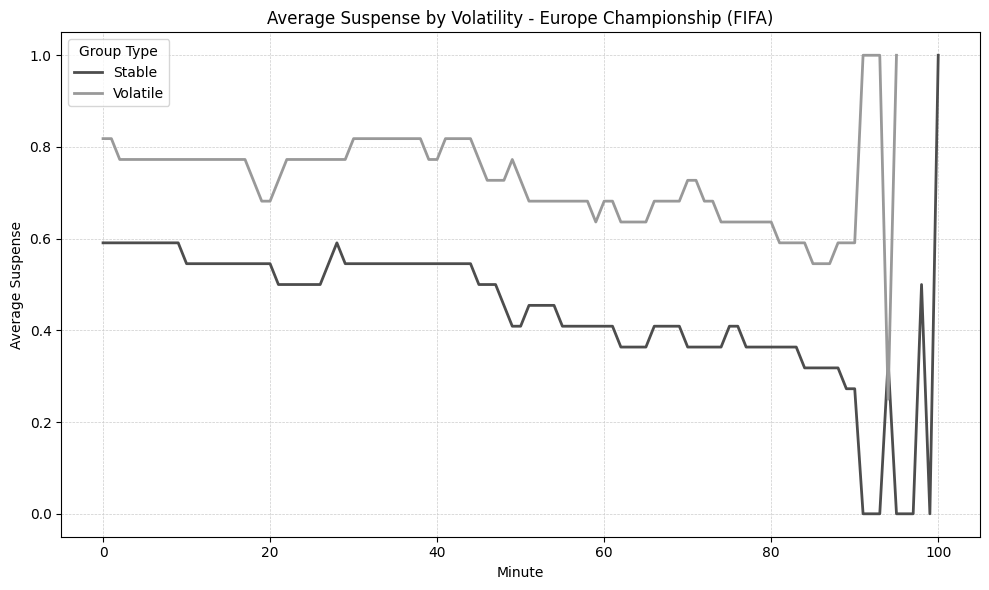 Average Suspense by Volatility - Europe Championship (FIFA)
Group Type
Stable
Volatile
Average Suspense
1.0
0.8
0.6
0.4
0.2
0.0
0 20 40 60 80 100
Minute